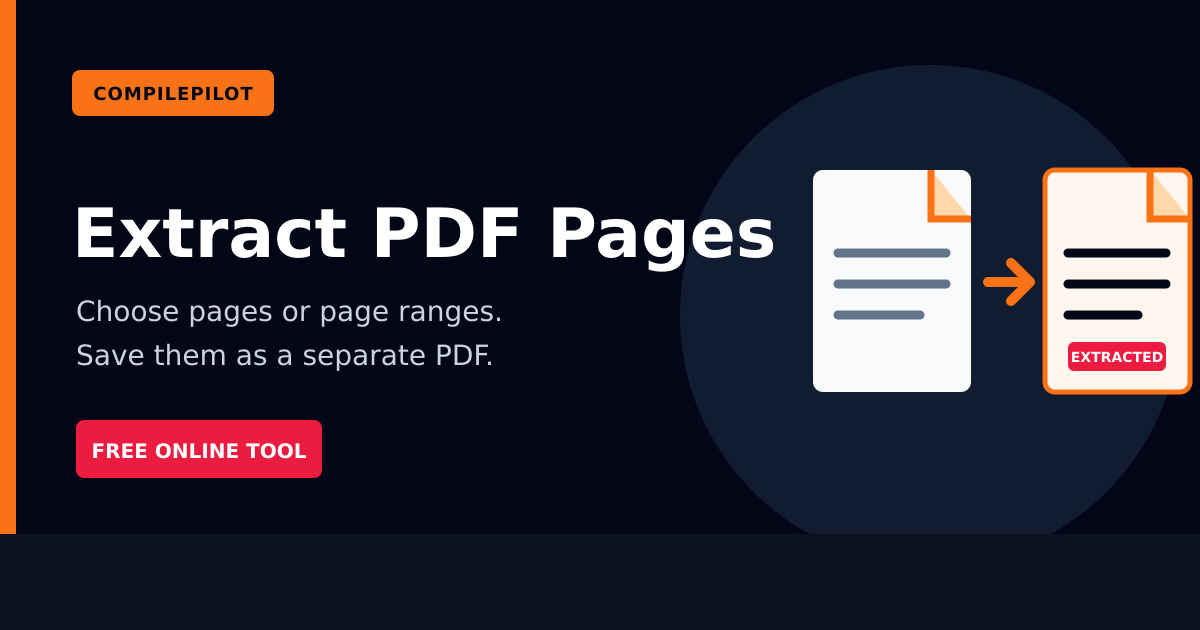 COMPILEPILOT
Extract PDF Pages
Choose pages or page ranges.
Save them as a separate PDF.
EXTRACTED
FREE ONLINE TOOL